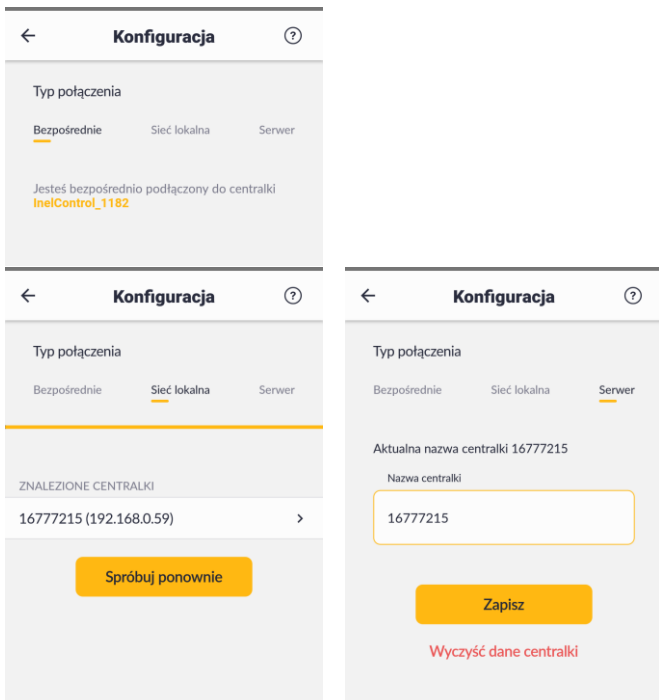 Konfiguracja
Typ połączenia
Bezpośrednie Sieć lokalna Serwer
Jesteś bezpośrednio podłączony do centralki
InelControl_1182
Konfiguracja
Typ połączenia
Bezpośrednie Sieć lokalna Serwer
ZNALEZIONE CENTRALKI
16777215 (192.168.0.59)
Spróbuj ponownie
Konfiguracja
Typ połączenia
Bezpośrednie Sieć lokalna Serwer
Aktualna nazwa centralki 16777215
Nazwa centralki
16777215
Zapisz
Wyczyść dane centralki